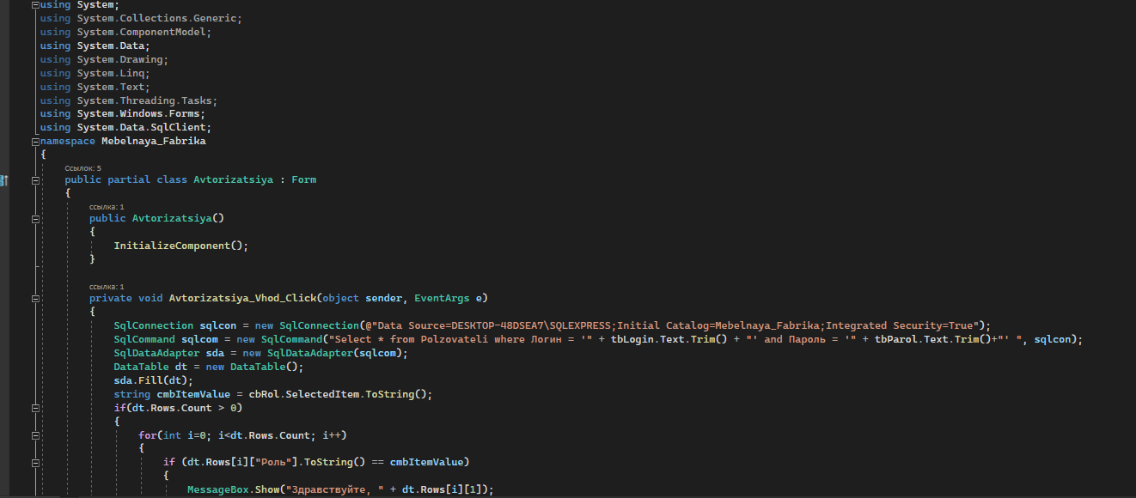 using System;
using System.Collections.Generic;
using System.ComponentModel;
using System.Data;
using System.Drawing;
using System.Linq;
using System.Text;
using System.Threading.Tasks;
using System.Windows.Forms;
using System.Data.SqlClient;
namespace Mebelnaya_Fabrika
{
Ссылок: 5
public partial class Avtorizatsiya : Form
{
ссылка: 1
public Avtorizatsiya()
{
InitializeComponent();
}
ссылка: 1
private void Avtorizatsiya_Vhod_Click(object sender, EventArgs e)
{
SqlConnection sqlcon = new SqlConnection(@"Data Source=DESKTOP-48DSEA7\SQLEXPRESS;Initial Catalog=Mebelnaya_Fabrika;Integrated Security=True");
SqlCommand sqlcom = new SqlCommand("Select * from Polzovateli where Логин = '" + tbLogin.Text.Trim() + "' and Пароль = '" + tbParol.Text.Trim()+"' ", sqlcon);
SqlDataAdapter sda = new SqlDataAdapter(sqlcom);
DataTable dt = new DataTable();
sda.Fill(dt);
string cmbItemValue = cbRol.SelectedItem.ToString();
if(dt.Rows.Count > 0)
{
for(int i=0; i<dt.Rows.Count; i++)
{
if (dt.Rows[i]["Роль"].ToString() == cmbItemValue)
{
MessageBox.Show("Здравствуйте, " + dt.Rows[i][1]);